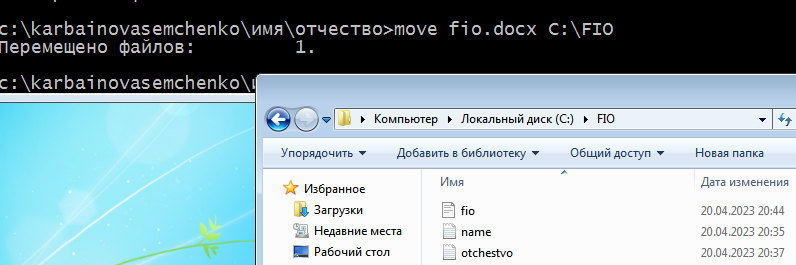 c:\karbainovasemchenko\имя\отчество>move fio.docx C:\FIO
Перемещено файлов: 1.
c:\karbainovasemchenko\
Компьютер Локальный диск (C:) FIO
Упорядочить Добавить в библиотеку Общий доступ Новая папка
Избранное
Загрузки
Недавние места
Рабочий стол
Имя Дата изменения
fio 20.04.2023 20:44
name 20.04.2023 20:35
otchestvo 20.04.2023 20:37